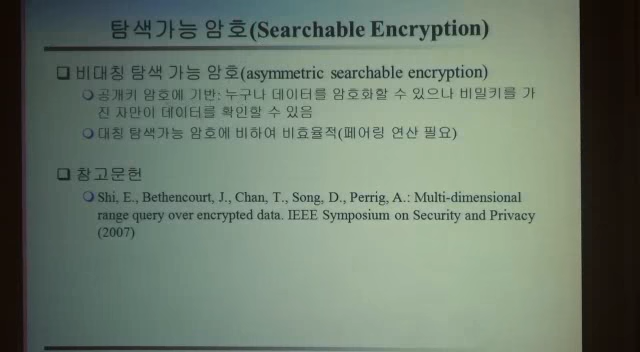 탐색가능 암호(Searchable Encryption)
❑ 비대칭 탐색 가능 암호(asymmetric searchable encryption)
❍ 공개키 암호에 기반: 누구나 데이터를 암호화할 수 있으나 비밀키를 가
진 자만이 데이터를 확인할 수 있음
❍ 대칭 탐색가능 암호에 비하여 비효율적(페어링 연산 필요)
❑ 참고문헌
❍ Shi, E., Bethencourt, J., Chan, T., Song, D., Perrig, A.: Multi-dimensional
range query over encrypted data. IEEE Symposium on Security and Privacy
(2007)